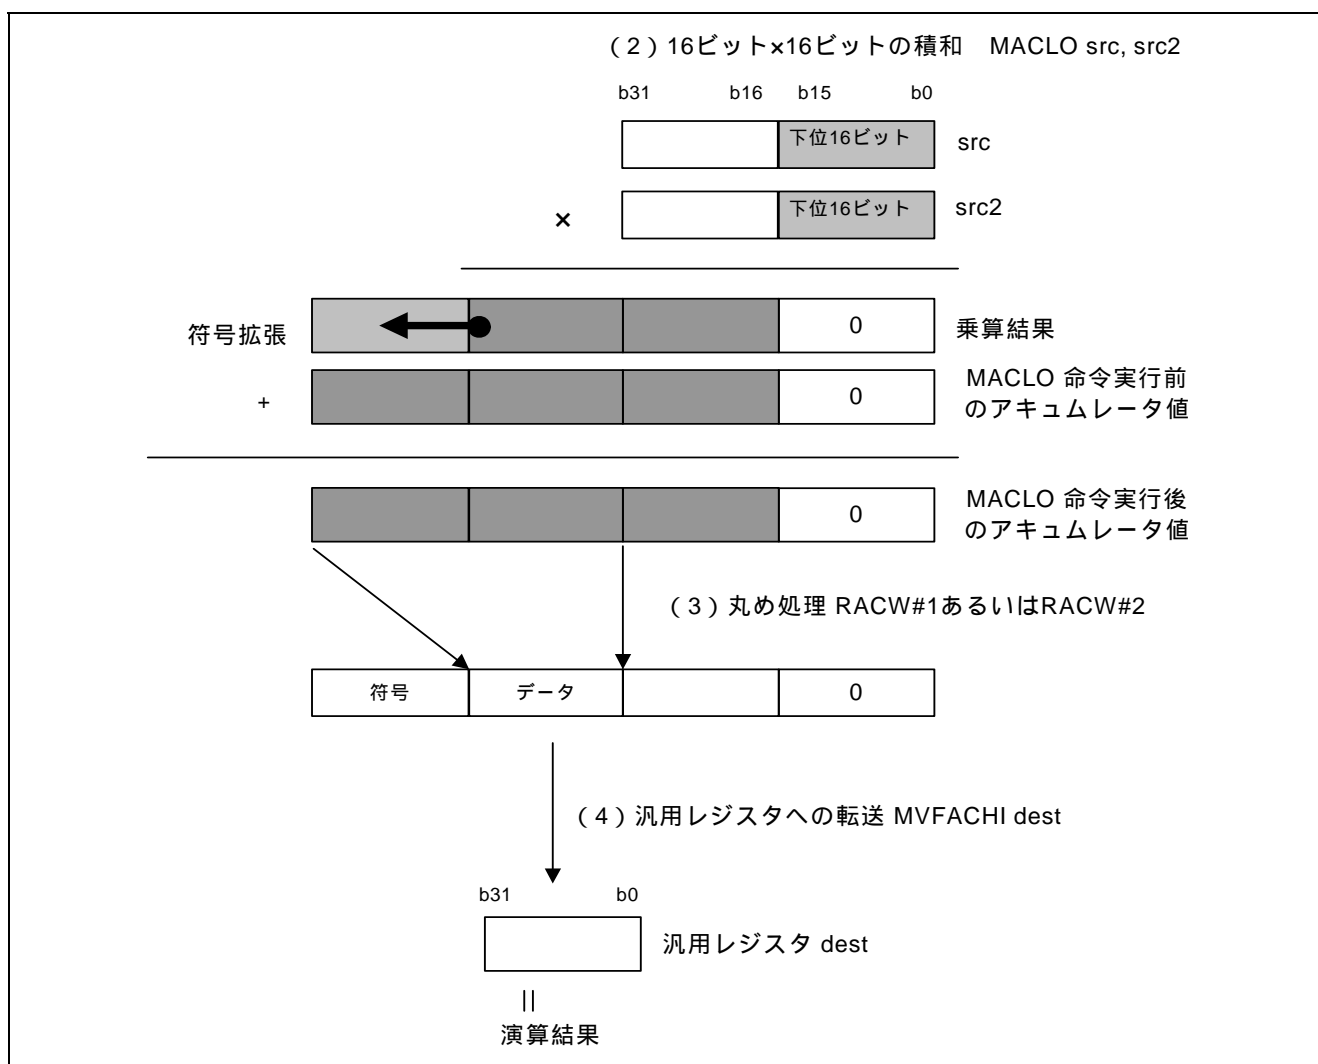 （2）16ビット×16ビットの積和　MACLO src, src2
b31 b16 b15 b0
下位16ビット src
× 下位16ビット src2
符号拡張 0 乗算結果
+ 0 MACLO 命令実行前
のアキュムレータ値
0 MACLO 命令実行後
のアキュムレータ値
（3）丸め処理 RACW#1あるいはRACW#2
符号 データ 0
（4）汎用レジスタへの転送 MVFACHI dest
b31 b0
汎用レジスタ dest
||
演算結果